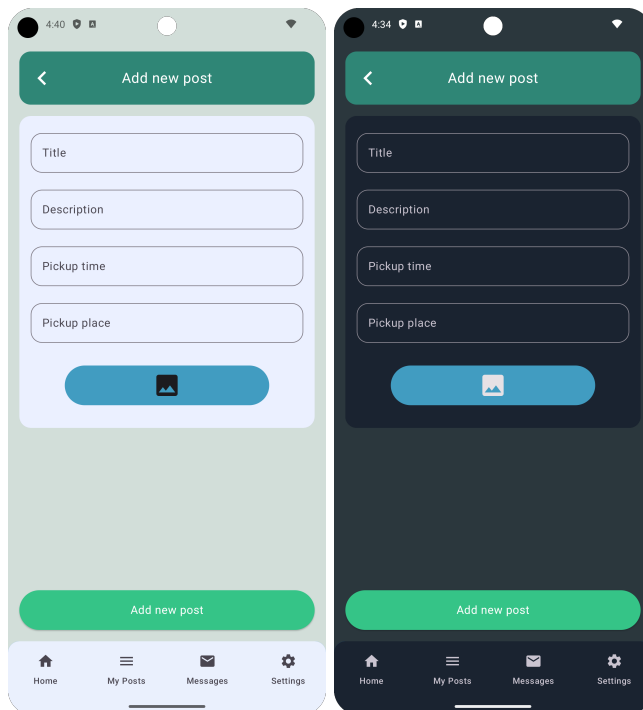 4:40
Add new post
Title
Description
Pickup time
Pickup place
Add new post
Home My Posts Messages Settings
4:34
Add new post
Title
Description
Pickup time
Pickup place
Add new post
Home My Posts Messages Settings